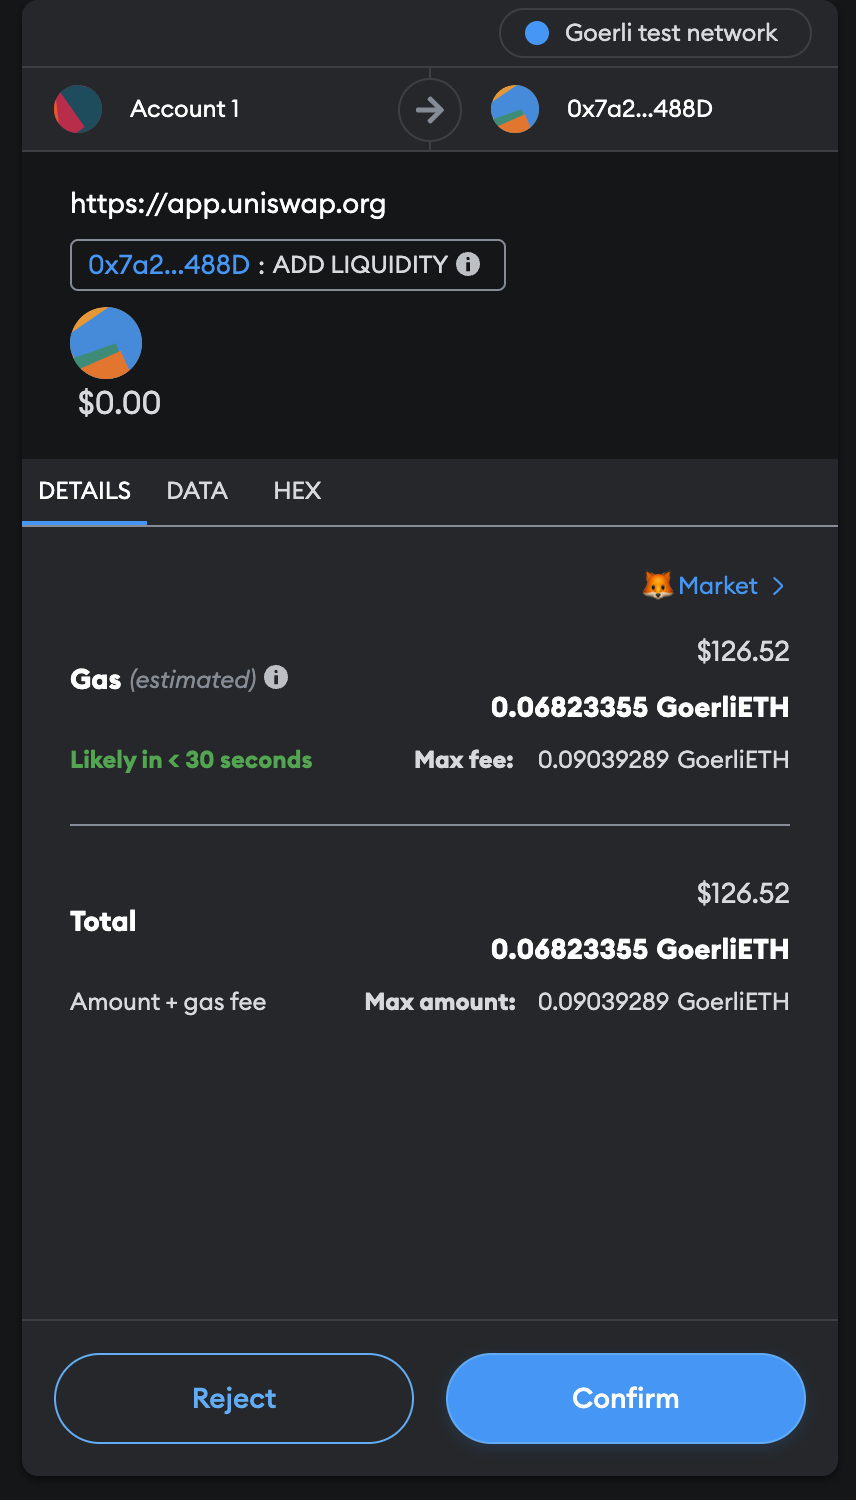 Goerli test network
Account 1
0x7a2...488D
https://app.uniswap.org
0x7a2...488D : ADD LIQUIDITY
$0.00
DETAILS DATA HEX
Market
$126.52
Gas (estimated)
0.06823355 GoerliETH
Likely in < 30 seconds Max fee: 0.09039289 GoerliETH
$126.52
Total
0.06823355 GoerliETH
Amount + gas fee Max amount: 0.09039289 GoerliETH
Reject Confirm